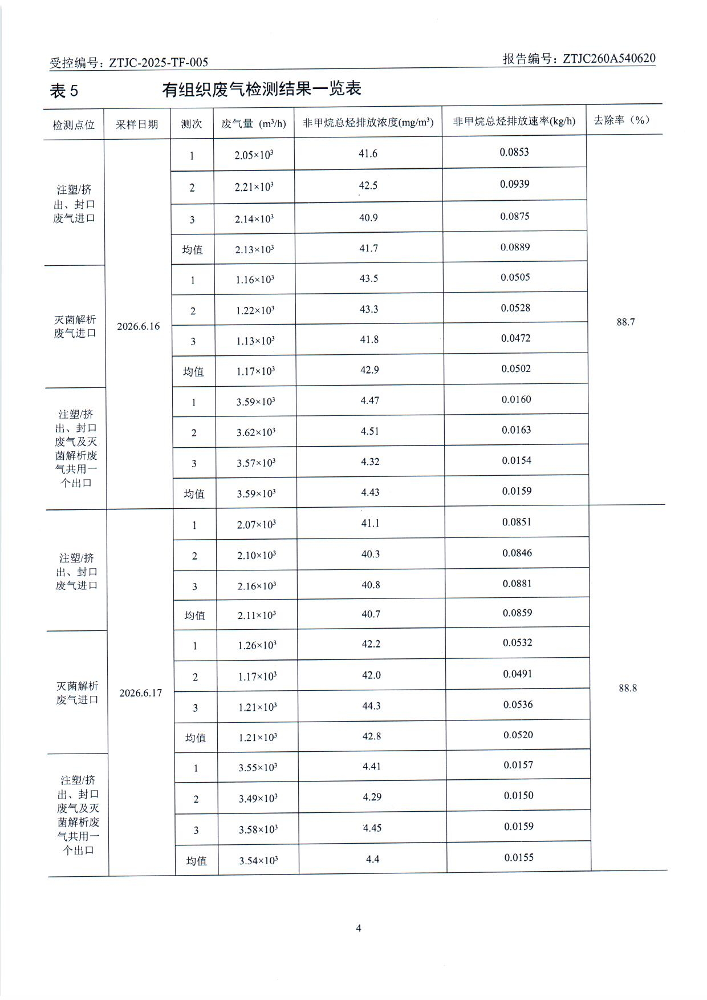 受控编号：ZTJC-2025-TF-005 报告编号：ZTJC260A540620
表 5 有组织废气检测结果一览表
检测点位 采样日期 测次 废气量 (m³/h) 非甲烷总烃排放浓度(mg/m³) 非甲烷总烃排放速率(kg/h) 去除率（%）
注塑/挤
出、封口
废气进口
2026.6.16
1 2.05×10³ 41.6 0.0853
2 2.21×10³ 42.5 0.0939
3 2.14×10³ 40.9 0.0875
均值 2.13×10³ 41.7 0.0889
88.7
灭菌解析
废气进口
1 1.16×10³ 43.5 0.0505
2 1.22×10³ 43.3 0.0528
3 1.13×10³ 41.8 0.0472
均值 1.17×10³ 42.9 0.0502
注塑/挤
出、封口
废气及灭
菌解析废
气共用一
个出口
1 3.59×10³ 4.47 0.0160
2 3.62×10³ 4.51 0.0163
3 3.57×10³ 4.32 0.0154
均值 3.59×10³ 4.43 0.0159
注塑/挤
出、封口
废气进口
2026.6.17
1 2.07×10³ 41.1 0.0851
2 2.10×10³ 40.3 0.0846
3 2.16×10³ 40.8 0.0881
均值 2.11×10³ 40.7 0.0859
88.8
灭菌解析
废气进口
1 1.26×10³ 42.2 0.0532
2 1.17×10³ 42.0 0.0491
3 1.21×10³ 44.3 0.0536
均值 1.21×10³ 42.8 0.0520
注塑/挤
出、封口
废气及灭
菌解析废
气共用一
个出口
1 3.55×10³ 4.41 0.0157
2 3.49×10³ 4.29 0.0150
3 3.58×10³ 4.45 0.0159
均值 3.54×10³ 4.4 0.0155
4